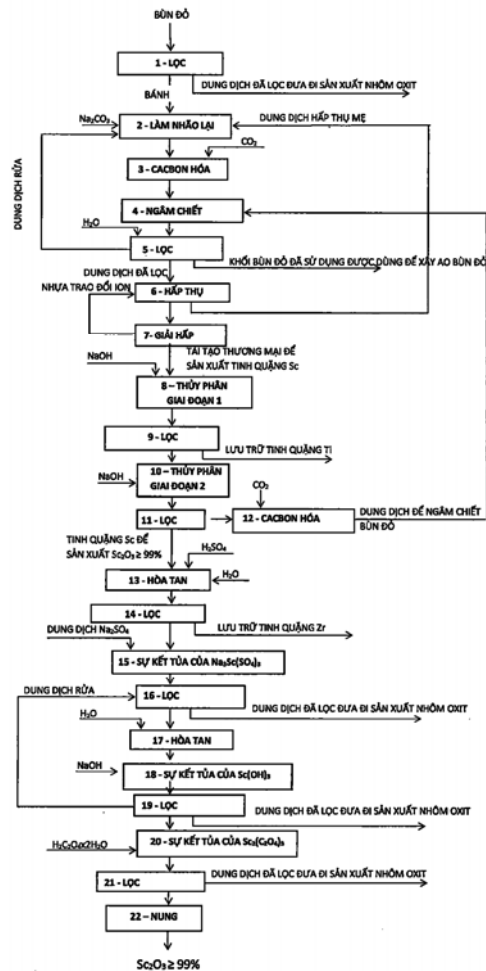 BÙN ĐỎ
1 - LỌC
DUNG DỊCH ĐÃ LỌC ĐƯA ĐI SẢN XUẤT NHÔM OXIT
BÁNH
Na₂CO₃
DUNG DỊCH HẤP THỤ MẸ
2 - LÀM NHÃO LẠI
CO₂
3 - CACBON HÓA
DUNG DỊCH RỬA
4 - NGÂM CHIẾT
H₂O
5 - LỌC
KHỐI BÙN ĐỎ ĐÃ SỬ DỤNG ĐƯỢC DÙNG ĐỂ XÂY AO BÙN ĐỎ
DUNG DỊCH ĐÃ LỌC
NHỰA TRAO ĐỔI ION
6 - HẤP THỤ
7 - GIẢI HẤP
TÁI TẠO THƯƠNG MẠI ĐỂ
SẢN XUẤT TINH QUẶNG Sc
NaOH
8 – THỦY PHÂN
GIAI ĐOẠN 1
9 - LỌC
LƯU TRỮ TINH QUẶNG Ti
NaOH
10 – THỦY PHÂN
GIAI ĐOẠN 2
CO₂
11 - LỌC
12 - CACBON HÓA
DUNG DỊCH ĐỂ NGÂM CHIẾT
BÙN ĐỎ
TINH QUẶNG Sc ĐỂ
SẢN XUẤT Sc₂O₃ ≥ 99%
H₂SO₄
13 - HÒA TAN
H₂O
14 - LỌC
DUNG DỊCH Na₂SO₄
LƯU TRỮ TINH QUẶNG Zr
15 - SỰ KẾT TỦA CỦA Na₃Sc(SO₄)₃
DUNG DỊCH RỬA
16 - LỌC
DUNG DỊCH ĐÃ LỌC ĐƯA ĐI SẢN XUẤT NHÔM OXIT
H₂O
17 - HÒA TAN
NaOH
18 - SỰ KẾT TỦA CỦA Sc(OH)₃
19 - LỌC
DUNG DỊCH ĐÃ LỌC ĐƯA ĐI SẢN XUẤT NHÔM OXIT
H₂C₂O₄x2H₂O
20 - SỰ KẾT TỦA CỦA Sc₂(C₂O₄)₃
21 - LỌC
DUNG DỊCH ĐÃ LỌC ĐƯA ĐI SẢN XUẤT NHÔM OXIT
22 – NUNG
Sc₂O₃ ≥ 99%